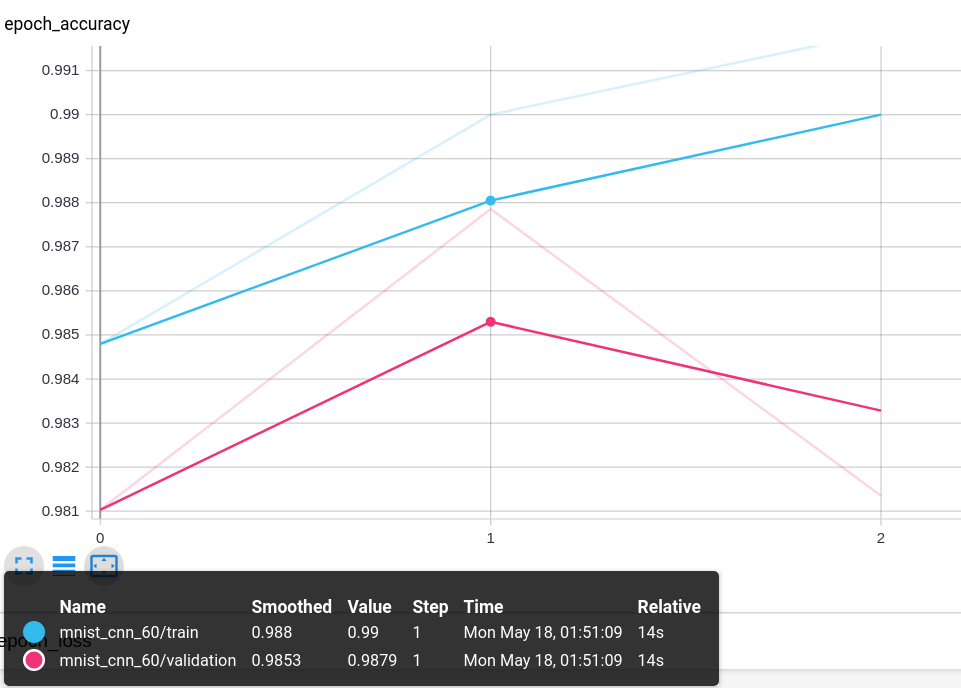 epoch_accuracy
0.991
0.99
0.989
0.988
0.987
0.986
0.985
0.984
0.983
0.982
0.981
0 1 2
Name Smoothed Value Step Time Relative
mnist_cnn_60/train 0.988 0.99 1 Mon May 18, 01:51:09 14s
epoch_loss
mnist_cnn_60/validation 0.9853 0.9879 1 Mon May 18, 01:51:09 14s